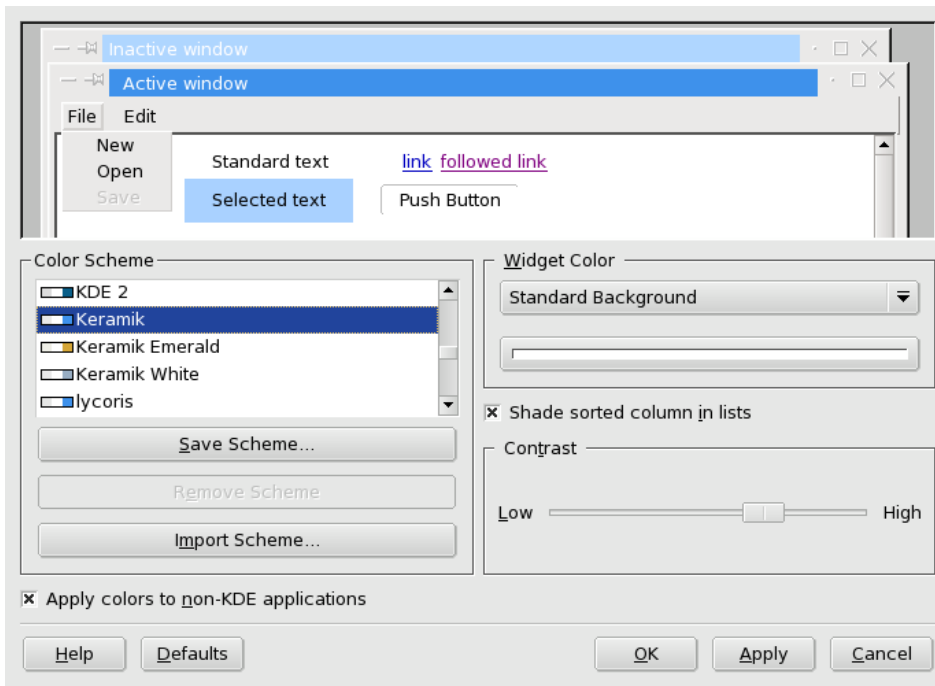 Inactive window
Active window
File Edit
New
Open
Save
Standard text link followed link
Selected text Push Button
Color Scheme
KDE 2
Keramik
Keramik Emerald
Keramik White
lycoris
Save Scheme...
Remove Scheme
Import Scheme...
Widget Color
Standard Background
Shade sorted column in lists
Contrast
Low High
Apply colors to non-KDE applications
Help Defaults OK Apply Cancel